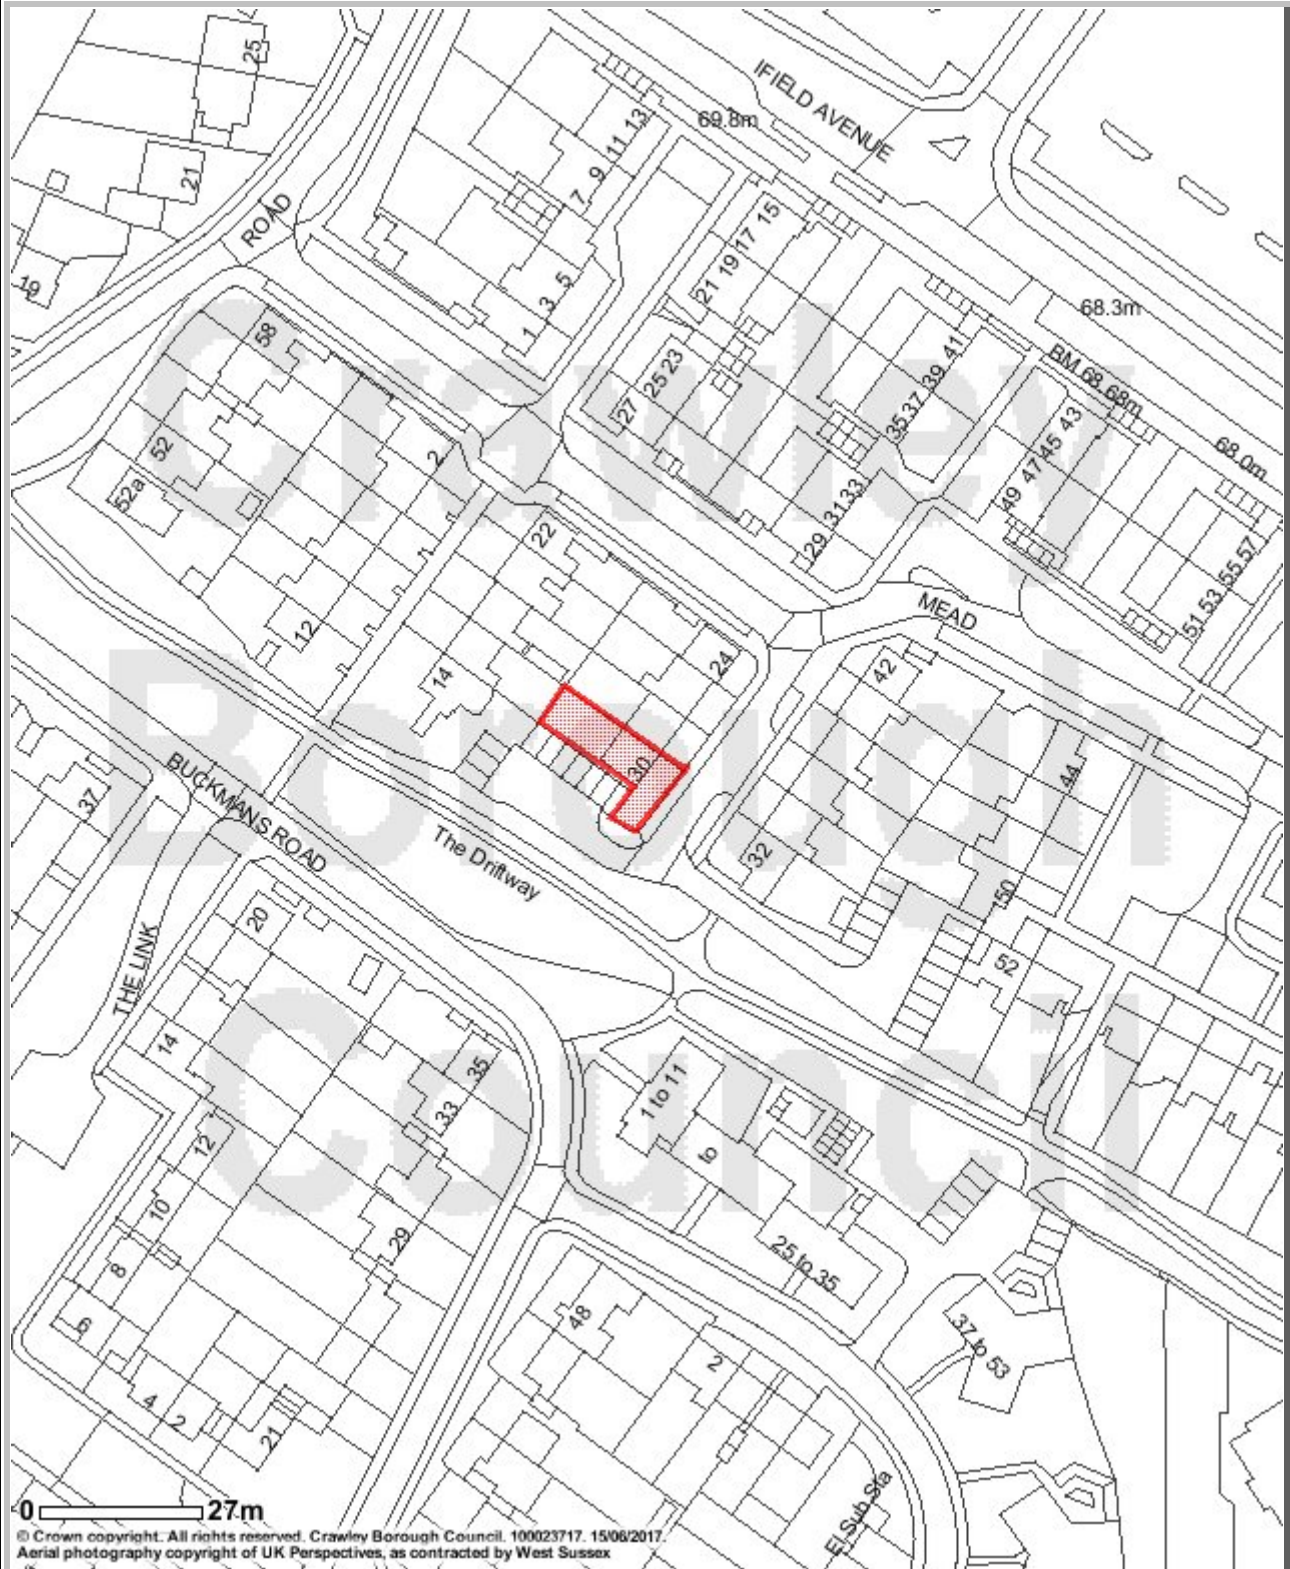 25
21
19
ROAD
IFIELD AVENUE
69.8m
7 9 11 13
1 3 5
21 19 17 15
27 25 23
68.3m
BM 68.68m
68.0m
35 37 39 41
29 31 33
49 47 45 43
51 53 55 57
58
52
52a
2
12
22
14
24
30
MEAD
42
32
44
50
52
37
BUCKMANS ROAD
The Driftway
THE LINK
20
14
12
10
8
6
4
2
35
33
29
21
1 to 11
to
25 to 35
37 to 53
48
2
El Sub Sta
Crawley
Borough
Council
0 27m
© Crown copyright. All rights reserved. Crawley Borough Council. 100023717. 15/06/2017.
Aerial photography copyright of UK Perspectives, as contracted by West Sussex